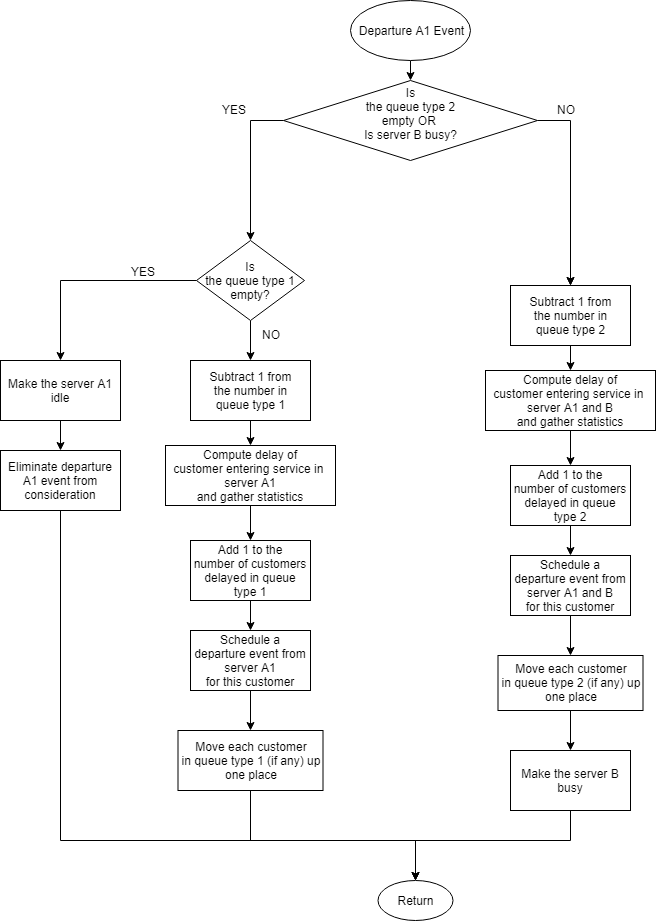 Departure A1 Event
Is
the queue type 2
empty OR
Is server B busy?
YES
NO
Is
the queue type 1
empty?
YES
NO
Make the server A1
idle
Eliminate departure
A1 event from
consideration
Subtract 1 from
the number in
queue type 1
Compute delay of
customer entering service in
server A1
and gather statistics
Add 1 to the
number of customers
delayed in queue
type 1
Schedule a
departure event from
server A1
for this customer
Move each customer
in queue type 1 (if any) up
one place
Subtract 1 from
the number in
queue type 2
Compute delay of
customer entering service in
server A1 and B
and gather statistics
Add 1 to the
number of customers
delayed in queue
type 2
Schedule a
departure event from
server A1 and B
for this customer
Move each customer
in queue type 2 (if any) up
one place
Make the server B
busy
Return